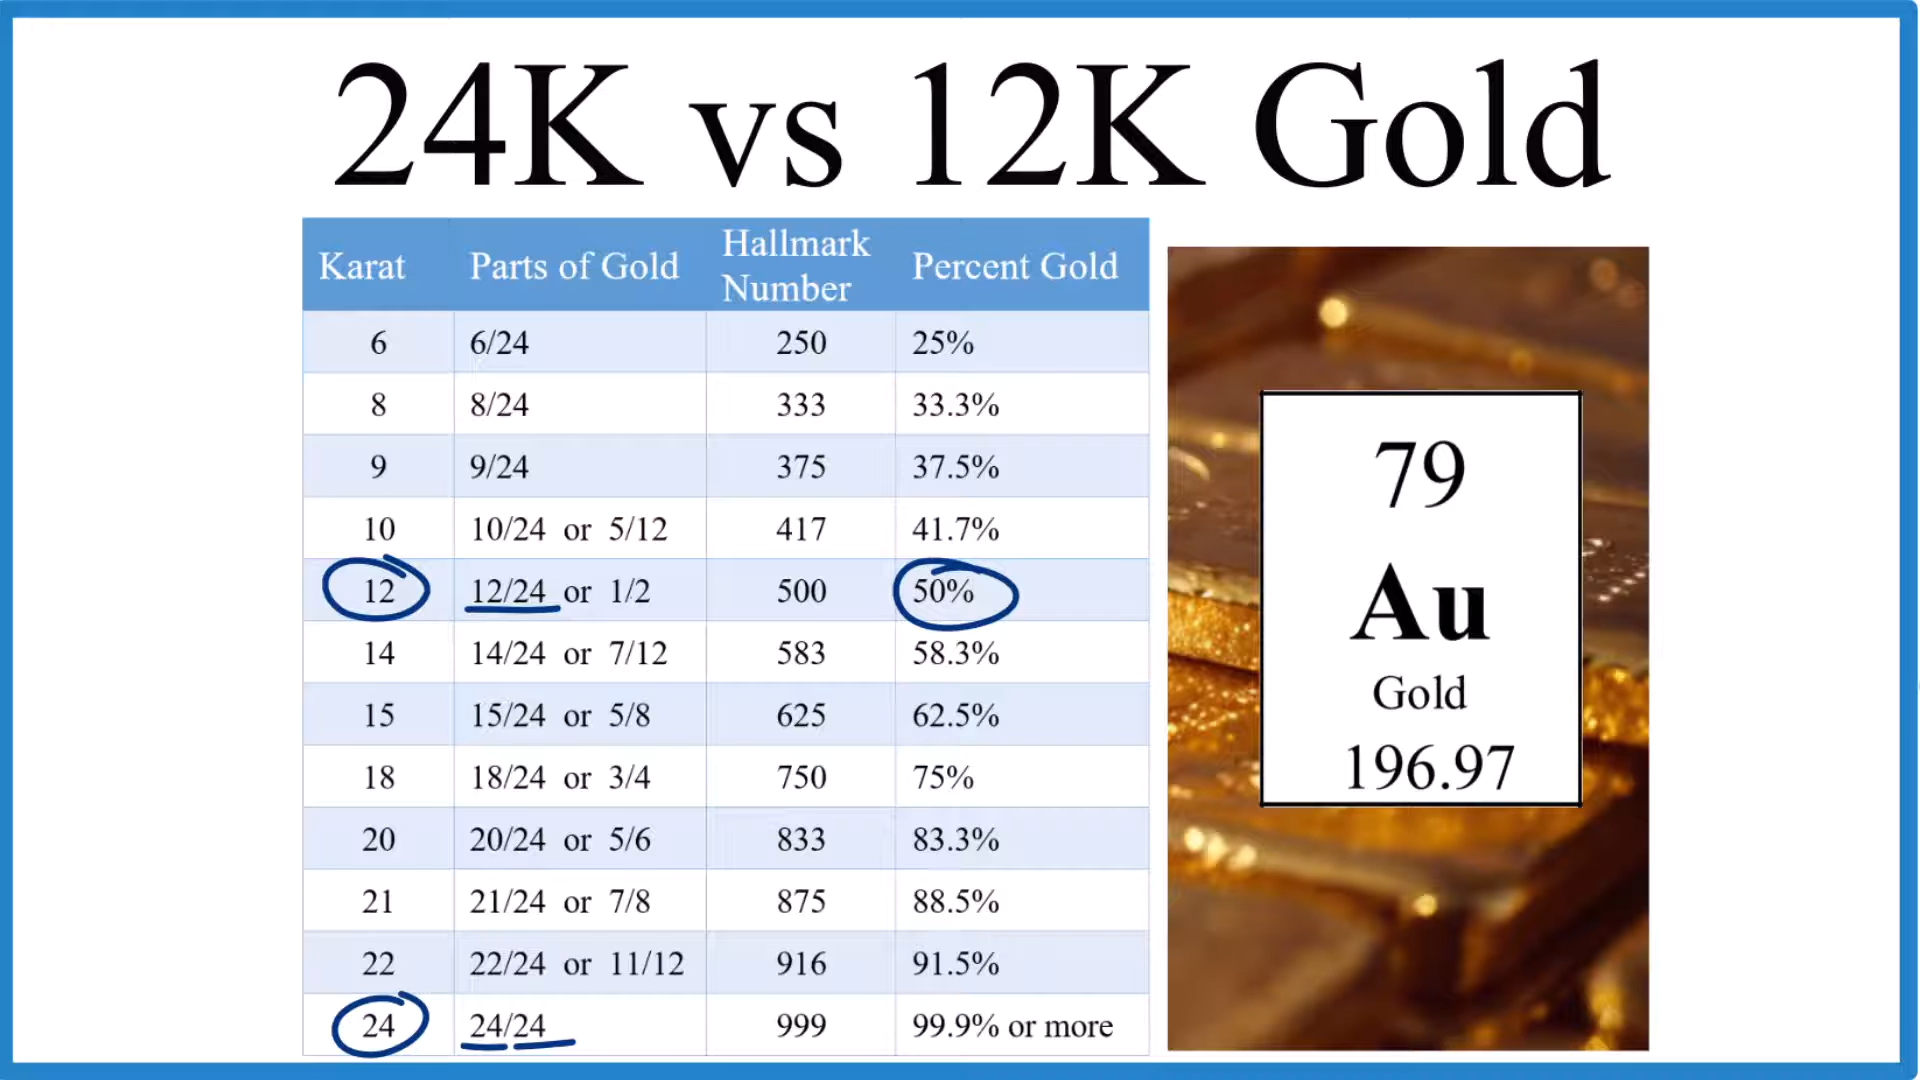 24K vs 12K Gold
Karat Parts of Gold Hallmark Number Percent Gold
6 6/24 250 25%
8 8/24 333 33.3%
9 9/24 375 37.5%
10 10/24 or 5/12 417 41.7%
12 12/24 or 1/2 500 50%
14 14/24 or 7/12 583 58.3%
15 15/24 or 5/8 625 62.5%
18 18/24 or 3/4 750 75%
20 20/24 or 5/6 833 83.3%
21 21/24 or 7/8 875 88.5%
22 22/24 or 11/12 916 91.5%
24 24/24 999 99.9% or more
79
Au
Gold
196.97